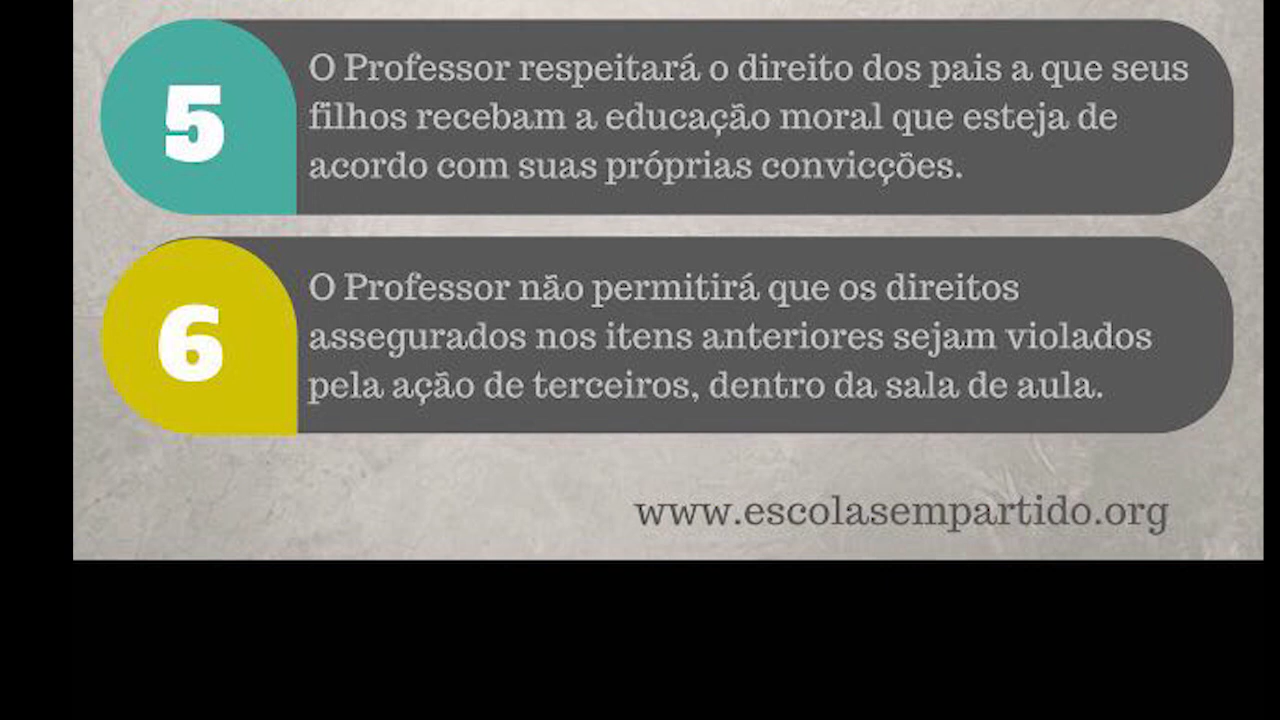 5
O Professor respeitará o direito dos pais a que seus
filhos recebam a educação moral que esteja de
acordo com suas próprias convicções.
6
O Professor não permitirá que os direitos
assegurados nos itens anteriores sejam violados
pela ação de terceiros, dentro da sala de aula.
www.escolasempartido.org